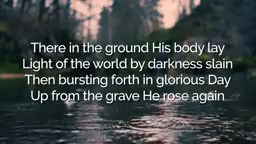 There in the ground His body lay
Light of the world by darkness slain
Then bursting forth in glorious Day
Up from the grave He rose again